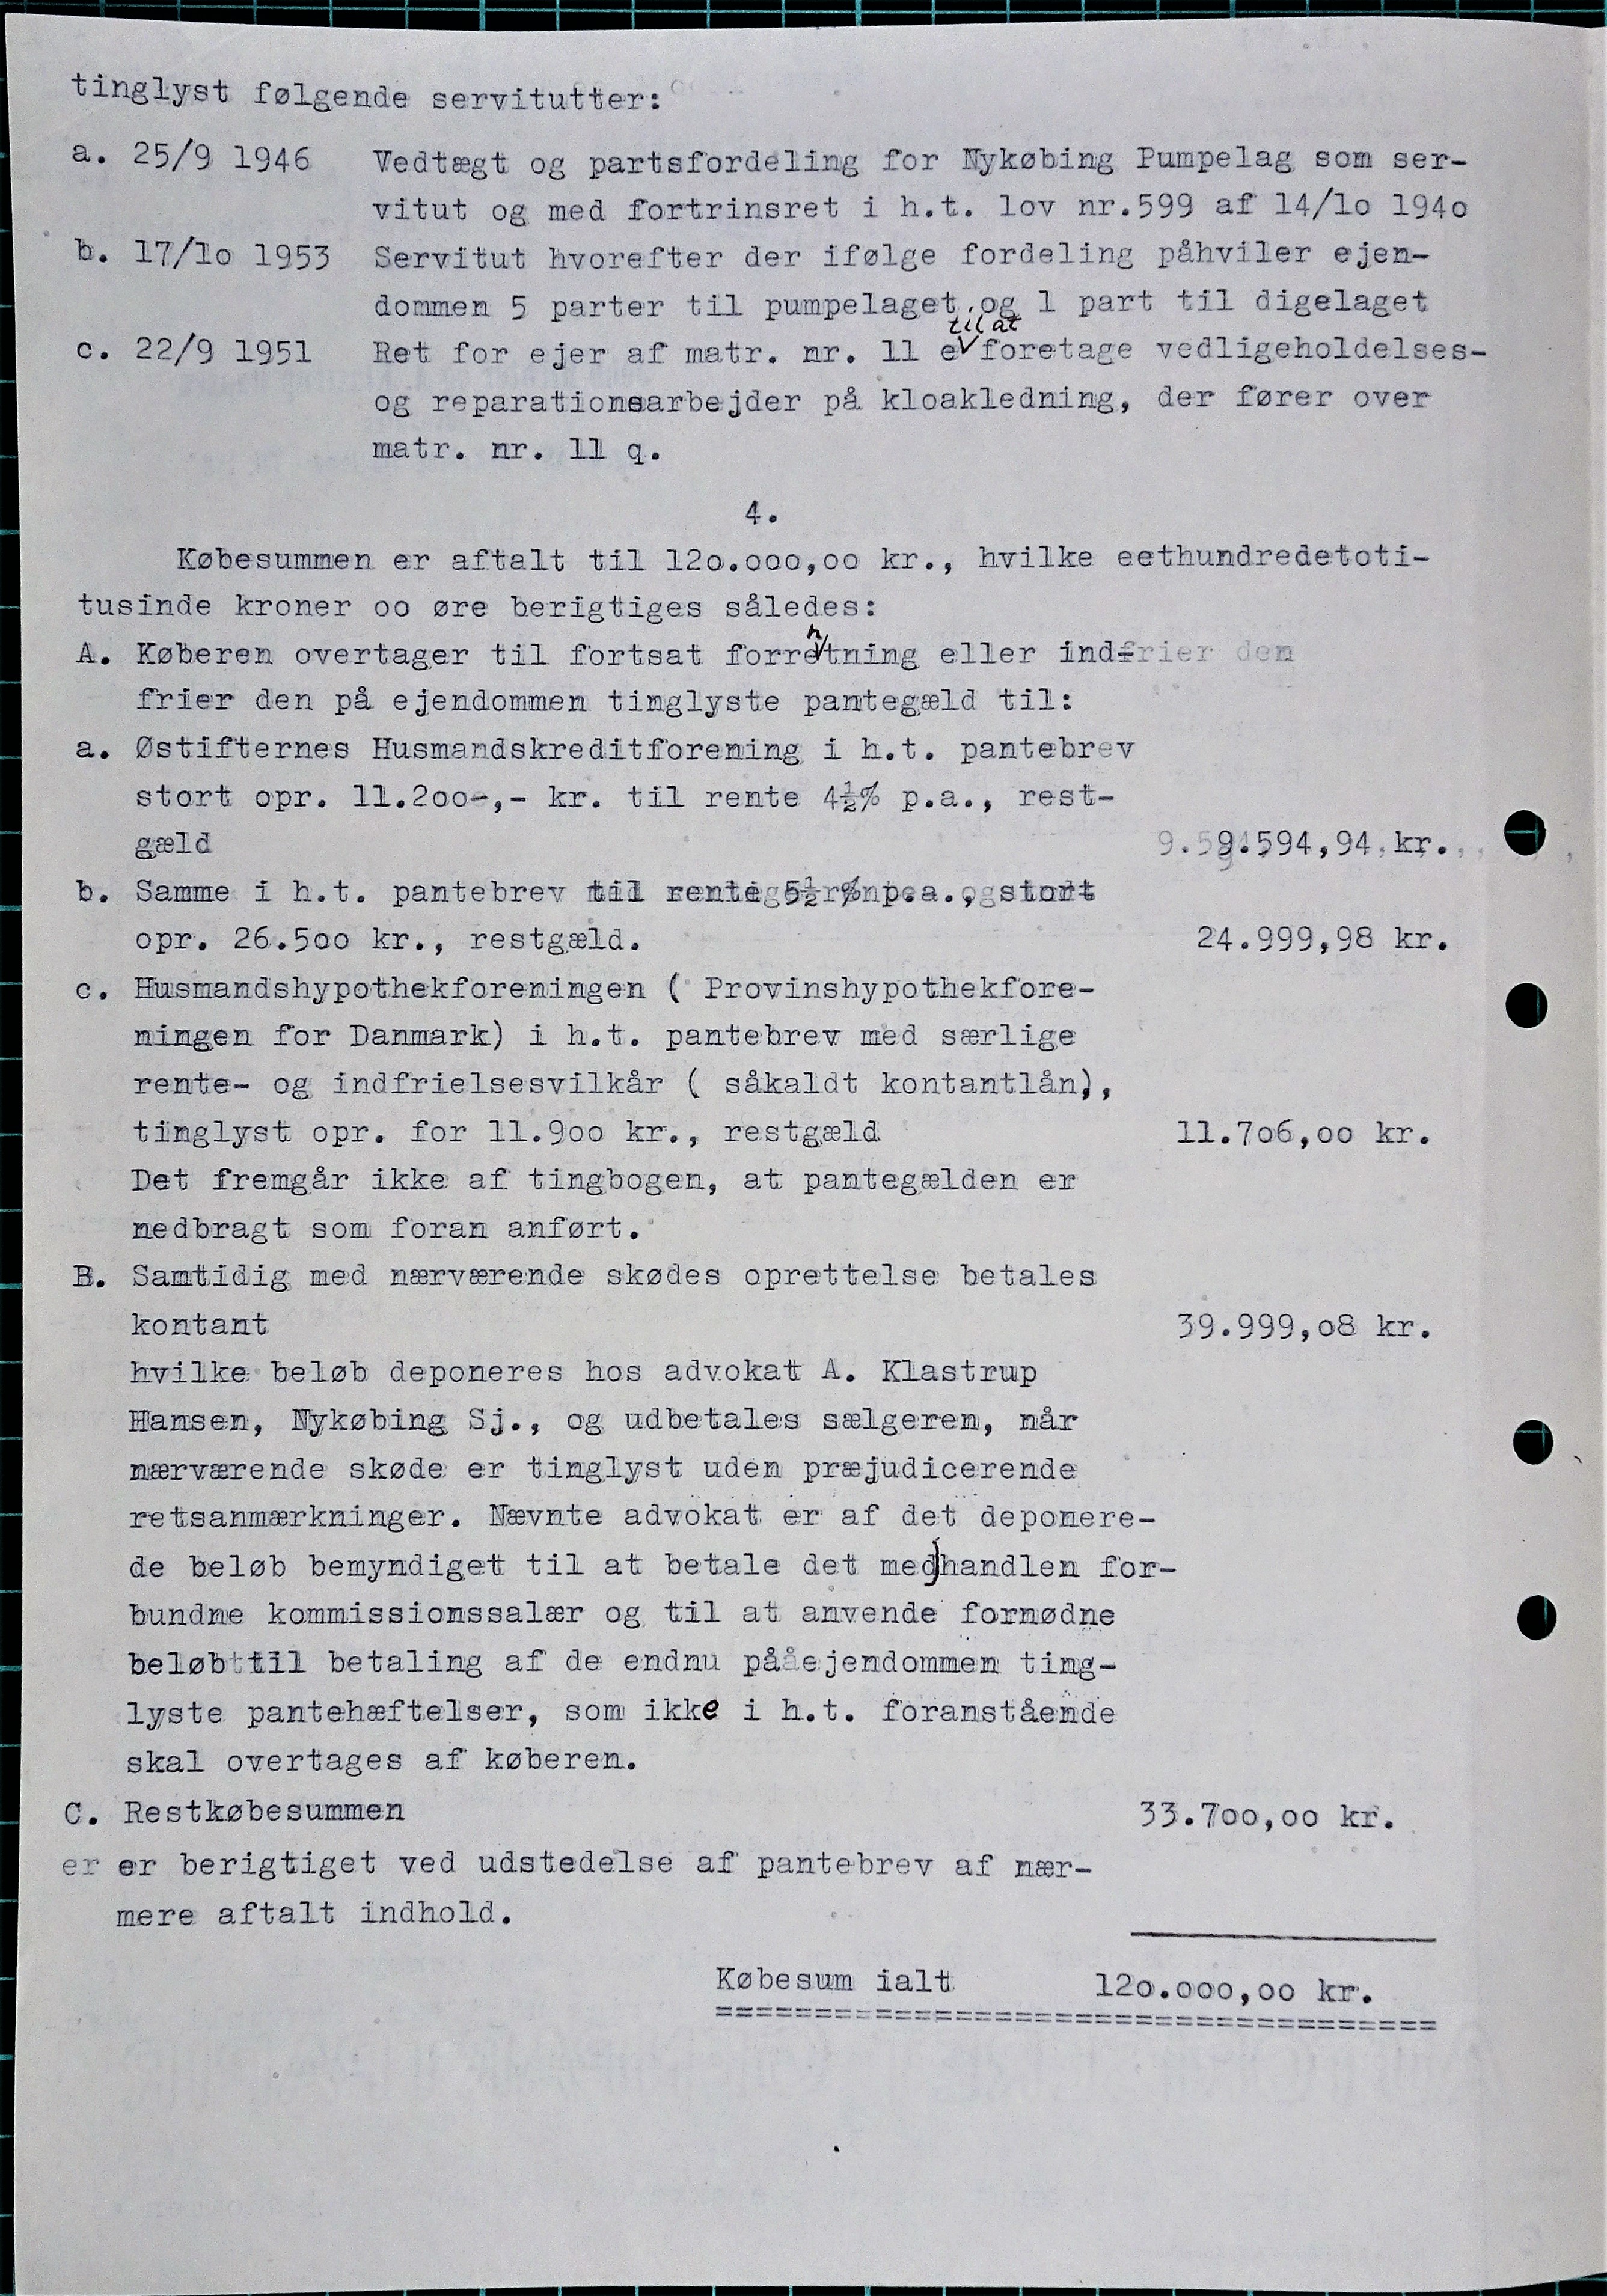 tinglyst følgende servitutter:
a. 25/9 1946 Vedtægt og partsfordeling for Nykøbing Pumpelag som ser-
vitut og med fortrinsret i h.t. lov nr.599 af 14/1o 194o
b. 17/1o 1953 Servitut hvorefter der ifølge fordeling påhviler ejen-
dommen 5 parter til pumpelaget og 1 part til digelaget
c. 22/9 1951 Ret for ejer af matr. nr. 11 e til at foretage vedligeholdelses-
og reparationsarbejder på kloakledning, der fører over
matr. nr. 11 q.
4.
Købesummen er aftalt til 12o.ooo,oo kr., hvilke eethundredetoti-
tusinde kroner oo øre berigtiges således:
A. Køberen overtager til fortsat forrentning eller ind-frier den
frier den på ejendommen tinglyste pantegæld til:
a. Østifternes Husmandskreditforening i h.t. pantebrev
stort opr. 11.2oo-,- kr. til rente 4½% p.a., rest-
gæld 9.594,94 kr.
b. Samme i h.t. pantebrev til rente 5½ % p.a., stort
opr. 26.5oo kr., restgæld. 24.999,98 kr.
c. Husmandshypothekforeningen ( Provinshypothekfore-
ningen for Danmark) i h.t. pantebrev med særlige
rente- og indfrielsesvilkår ( såkaldt kontantlån),
tinglyst opr. for 11.9oo kr., restgæld 11.7o6,oo kr.
Det fremgår ikke af tingbogen, at pantegælden er
nedbragt som foran anført.
B. Samtidig med nærværende skødes oprettelse betales
kontant 39.999,o8 kr.
hvilke beløb deponeres hos advokat A. Klastrup
Hansen, Nykøbing Sj., og udbetales sælgeren, når
nærværende skøde er tinglyst uden præjudicerende
retsanmærkninger. Nævnte advokat er af det deponere-
de beløb bemyndiget til at betale det med handlen for-
bundne kommissionssalær og til at anvende fornødne
beløbttil betaling af de endnu pååejendommen ting-
lyste pantehæftelser, som ikke i h.t. foranstående
skal overtages af køberen.
C. Restkøbesummen 33.7oo,oo kr.
er er berigtiget ved udstedelse af pantebrev af nær-
mere aftalt indhold.
Købesum ialt 12o.ooo,oo kr.